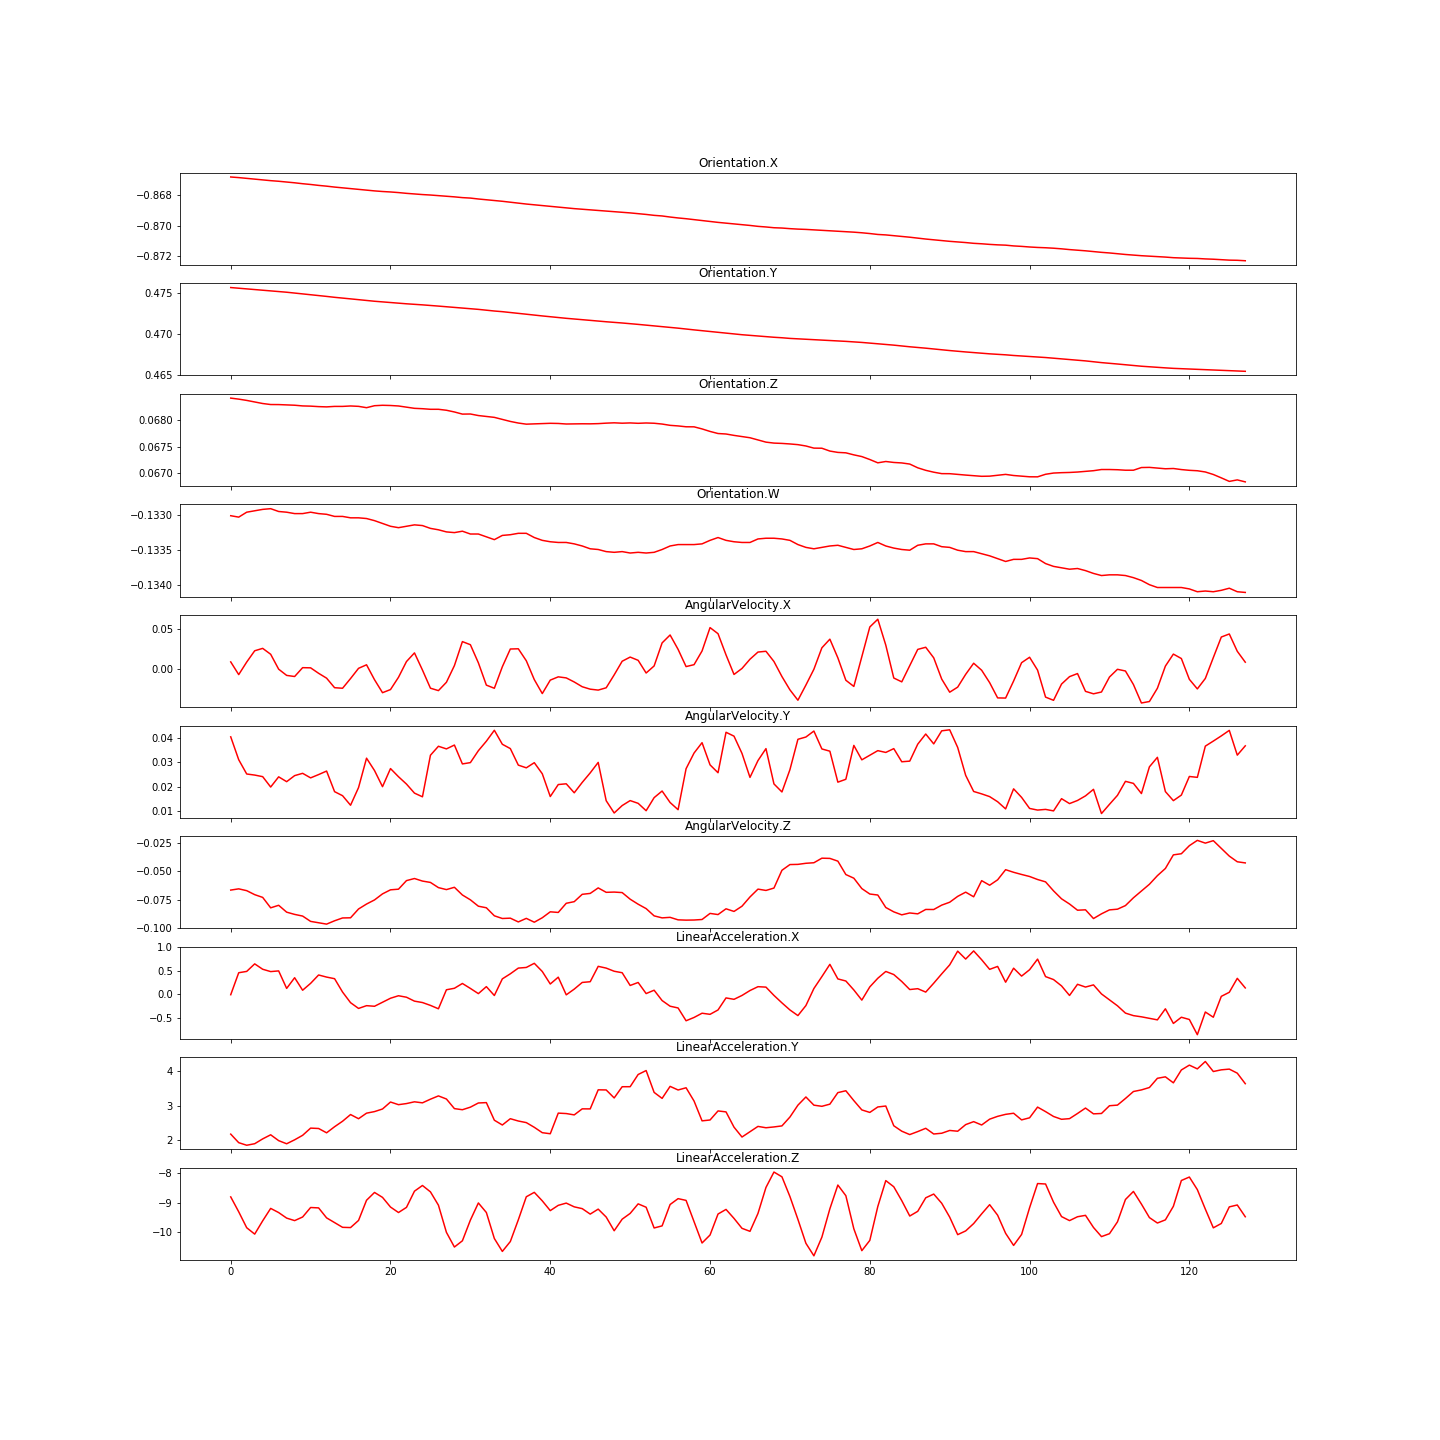 Orientation.X
−0.868
−0.870
−0.872
Orientation.Y
0.475
0.470
0.465
Orientation.Z
0.0680
0.0675
0.0670
Orientation.W
−0.1330
−0.1335
−0.1340
AngularVelocity.X
0.05
0.00
AngularVelocity.Y
0.04
0.03
0.02
0.01
AngularVelocity.Z
−0.025
−0.050
−0.075
−0.100
LinearAcceleration.X
1.0
0.5
0.0
−0.5
LinearAcceleration.Y
4
3
2
LinearAcceleration.Z
−8
−9
−10
0 20 40 60 80 100 120